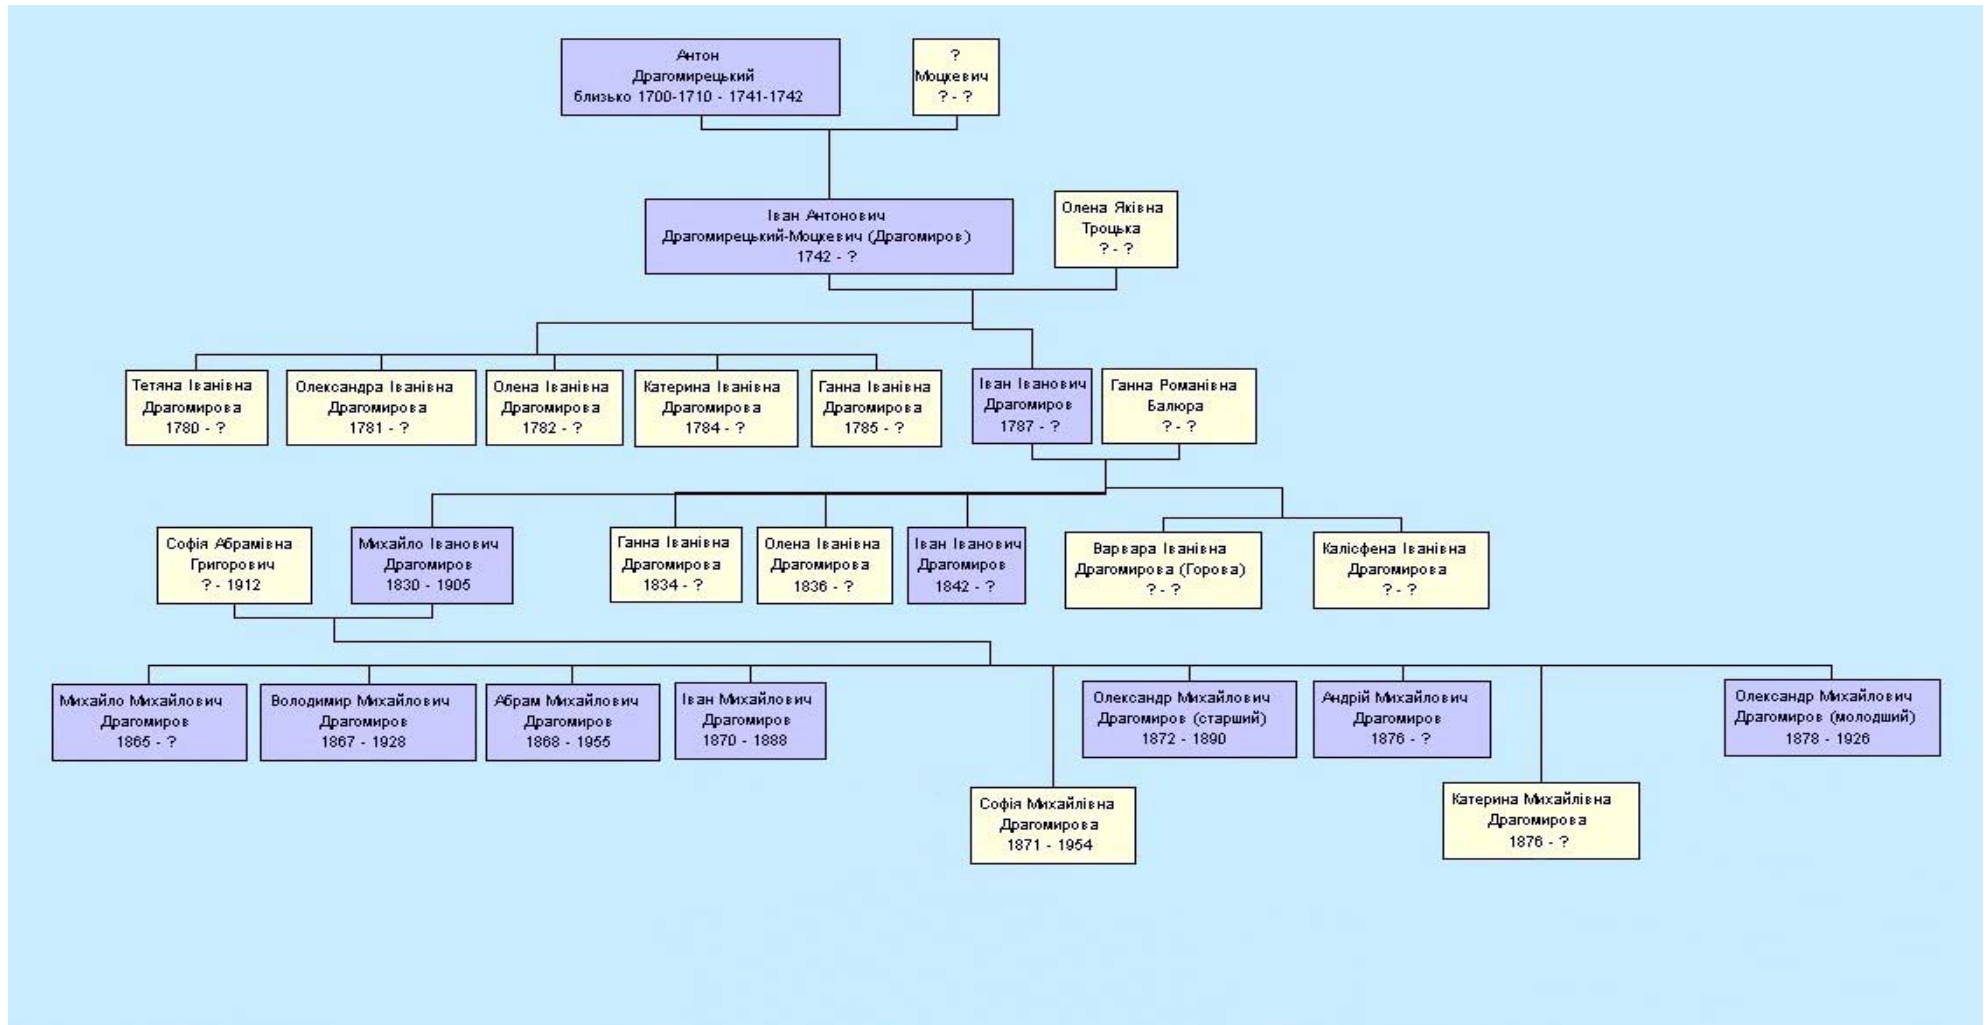 Антон
Драгомирецький
близько 1700-1710 - 1741-1742
?
Моцкевич
? - ?
Іван Антонович
Драгомирецький-Моцкевич (Драгомиров)
1742 - ?
Олена Яківна
Троцька
? - ?
Тетяна Іванівна
Драгомирова
1780 - ?
Олександра Іванівна
Драгомирова
1781 - ?
Олена Іванівна
Драгомирова
1782 - ?
Катерина Іванівна
Драгомирова
1784 - ?
Ганна Іванівна
Драгомирова
1785 - ?
Іван Іванович
Драгомиров
1787 - ?
Ганна Романівна
Балюра
? - ?
Софія Абрамівна
Григорович
? - 1912
Михайло Іванович
Драгомиров
1830 - 1905
Ганна Іванівна
Драгомирова
1834 - ?
Олена Іванівна
Драгомирова
1836 - ?
Іван Іванович
Драгомиров
1842 - ?
Варвара Іванівна
Драгомирова (Горова)
? - ?
Калісфена Іванівна
Драгомирова
? - ?
Михайло Михайлович
Драгомиров
1865 - ?
Володимир Михайлович
Драгомиров
1867 - 1928
Абрам Михайлович
Драгомиров
1868 - 1955
Іван Михайлович
Драгомиров
1870 - 1888
Софія Михайлівна
Драгомирова
1871 - 1954
Олександр Михайлович
Драгомиров (старший)
1872 - 1890
Андрій Михайлович
Драгомиров
1876 - ?
Катерина Михайлівна
Драгомирова
1876 - ?
Олександр Михайлович
Драгомиров (молодший)
1878 - 1926